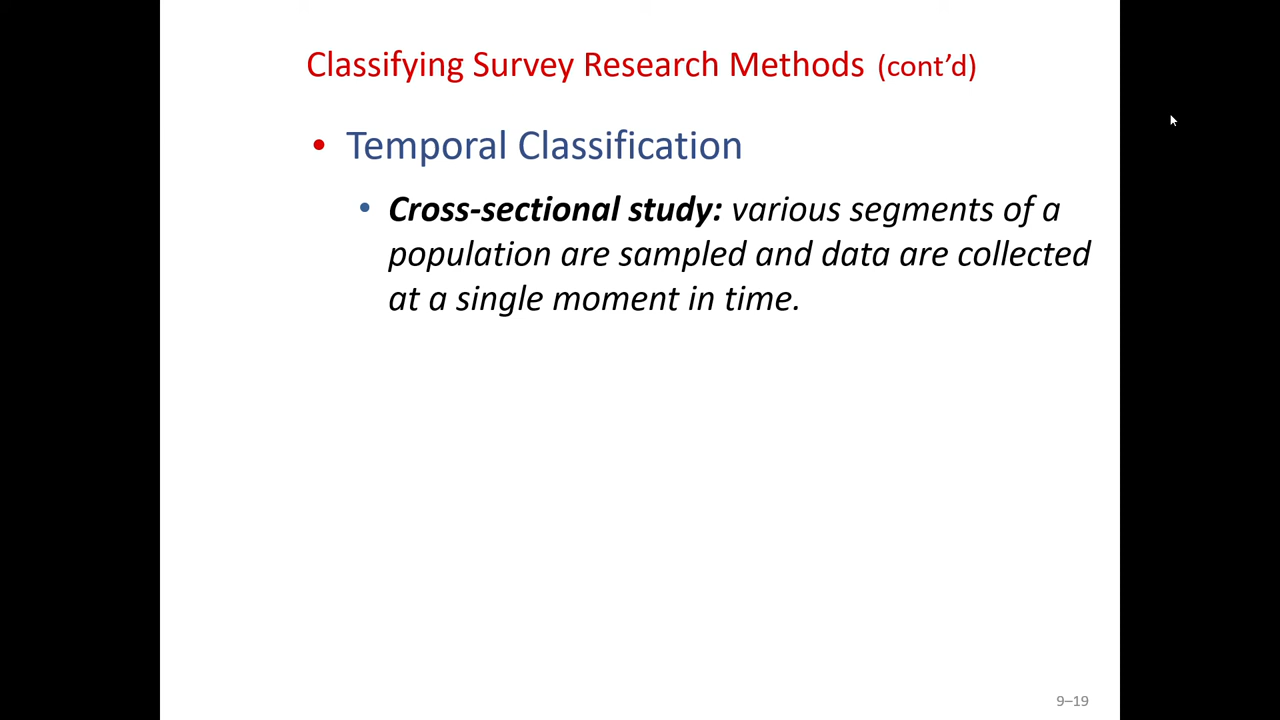 Classifying Survey Research Methods (cont’d)
• Temporal Classification
• Cross-sectional study: various segments of a
population are sampled and data are collected
at a single moment in time.
9–19